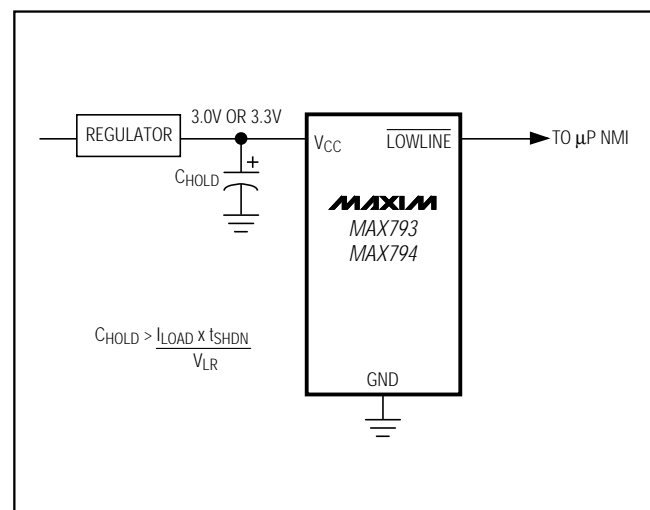 3.0V OR 3.3V
REGULATOR
VCC
LOWLINE
TO µP NMI
+
CHOLD
MAXIM
MAX793
MAX794
CHOLD > ILOAD x tSHDN
VLR
GND